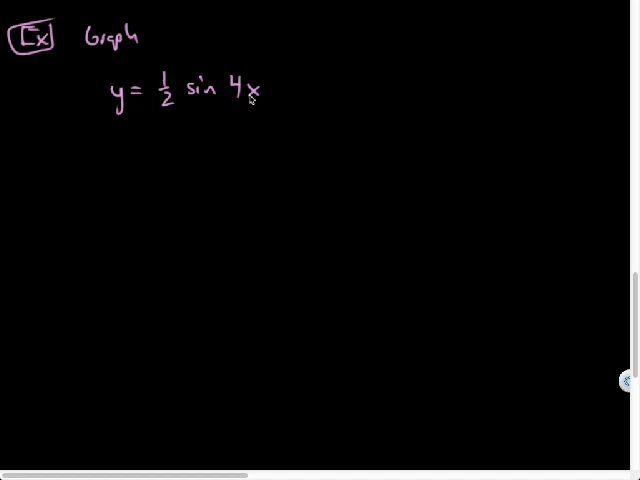 Ex Graph
y = 1/2 sin 4x